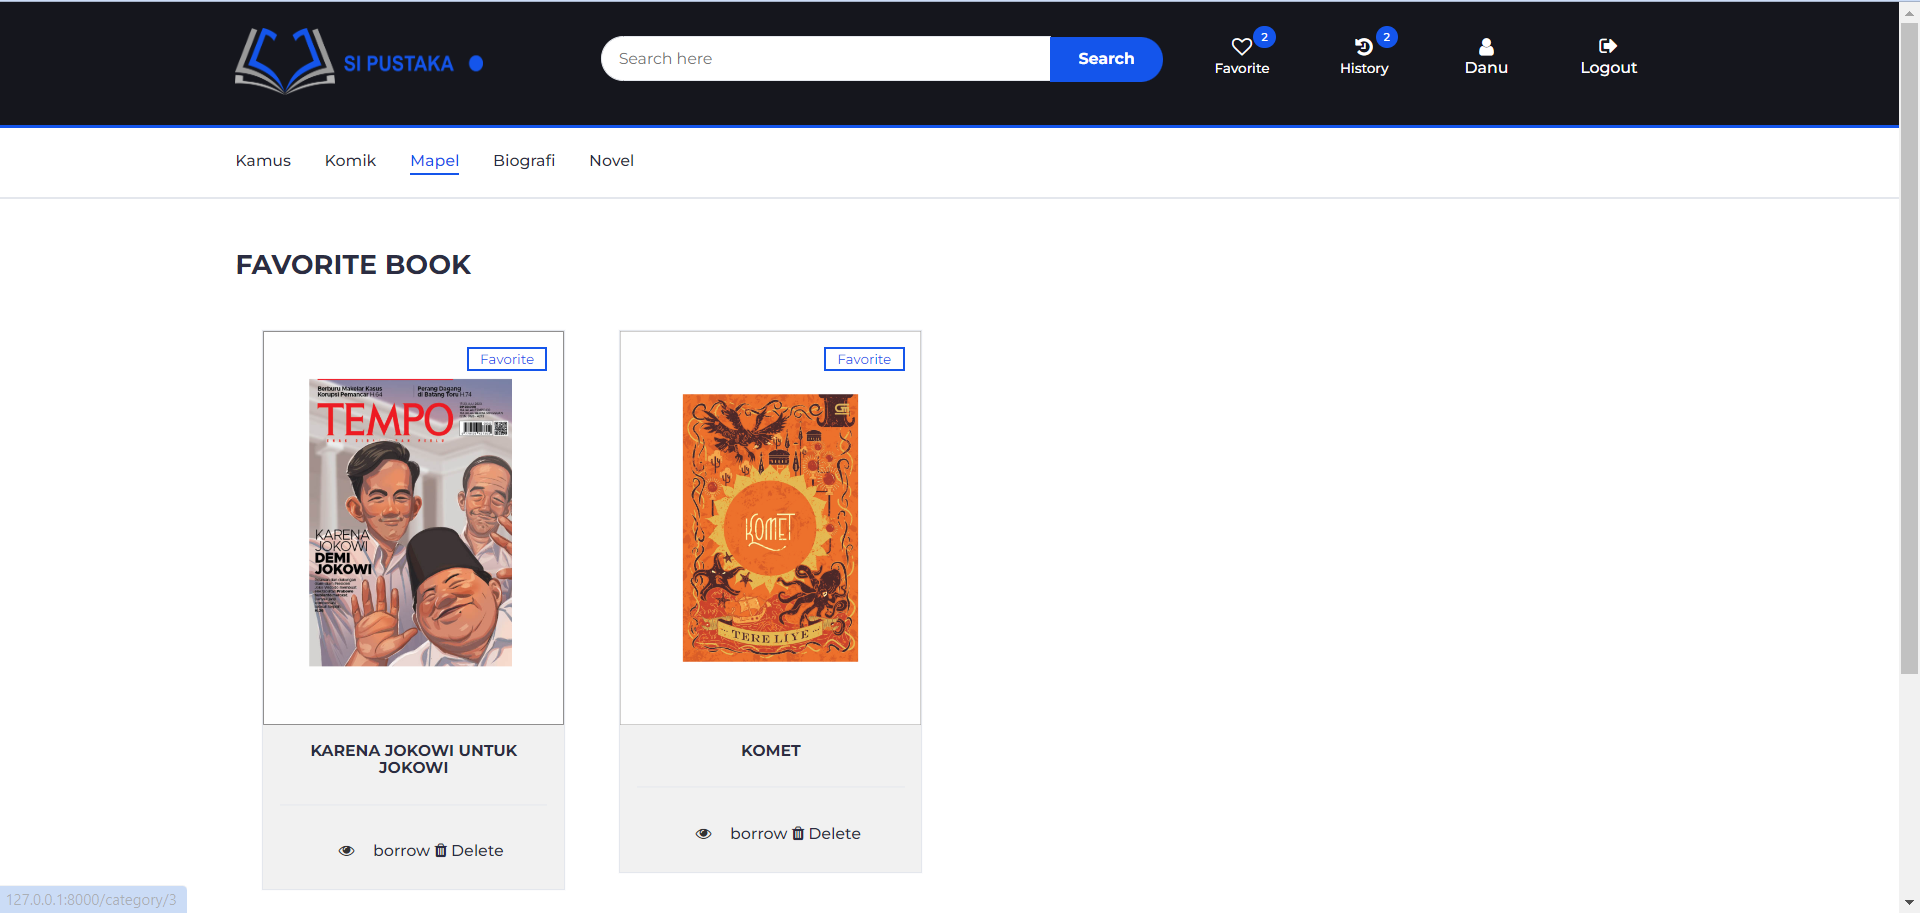 SI PUSTAKA
Search here
Search
2
Favorite
2
History
Danu
Logout
Kamus
Komik
Mapel
Biografi
Novel
FAVORITE BOOK
Favorite
Berburu Makelar Kasus
Korupsi Pemancar H.54
Perang Dagang
di Batang Toru H.74
TEMPO
KARENA
JOKOWI
DEMI
JOKOWI
KARENA JOKOWI UNTUK
JOKOWI
borrow
Delete
Favorite
KOMET
TERE LIYE
KOMET
borrow
Delete
127.0.0.1:8000/category/3